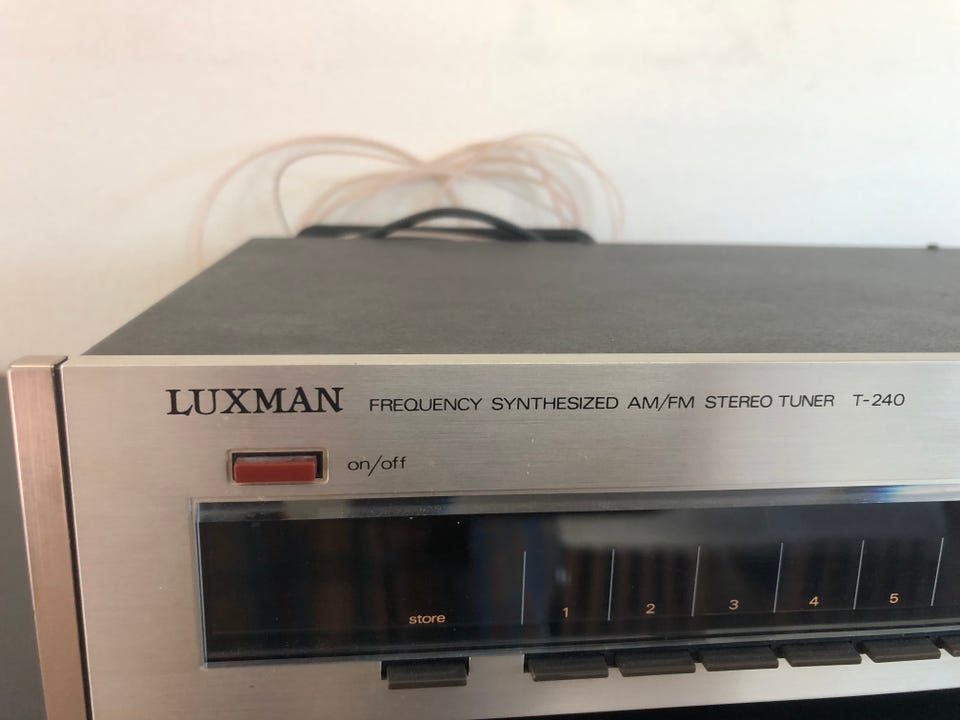 LUXMAN FREQUENCY SYNTHESIZED AM/FM STEREO TUNER T-240
on/off
store 1 2 3 4 5